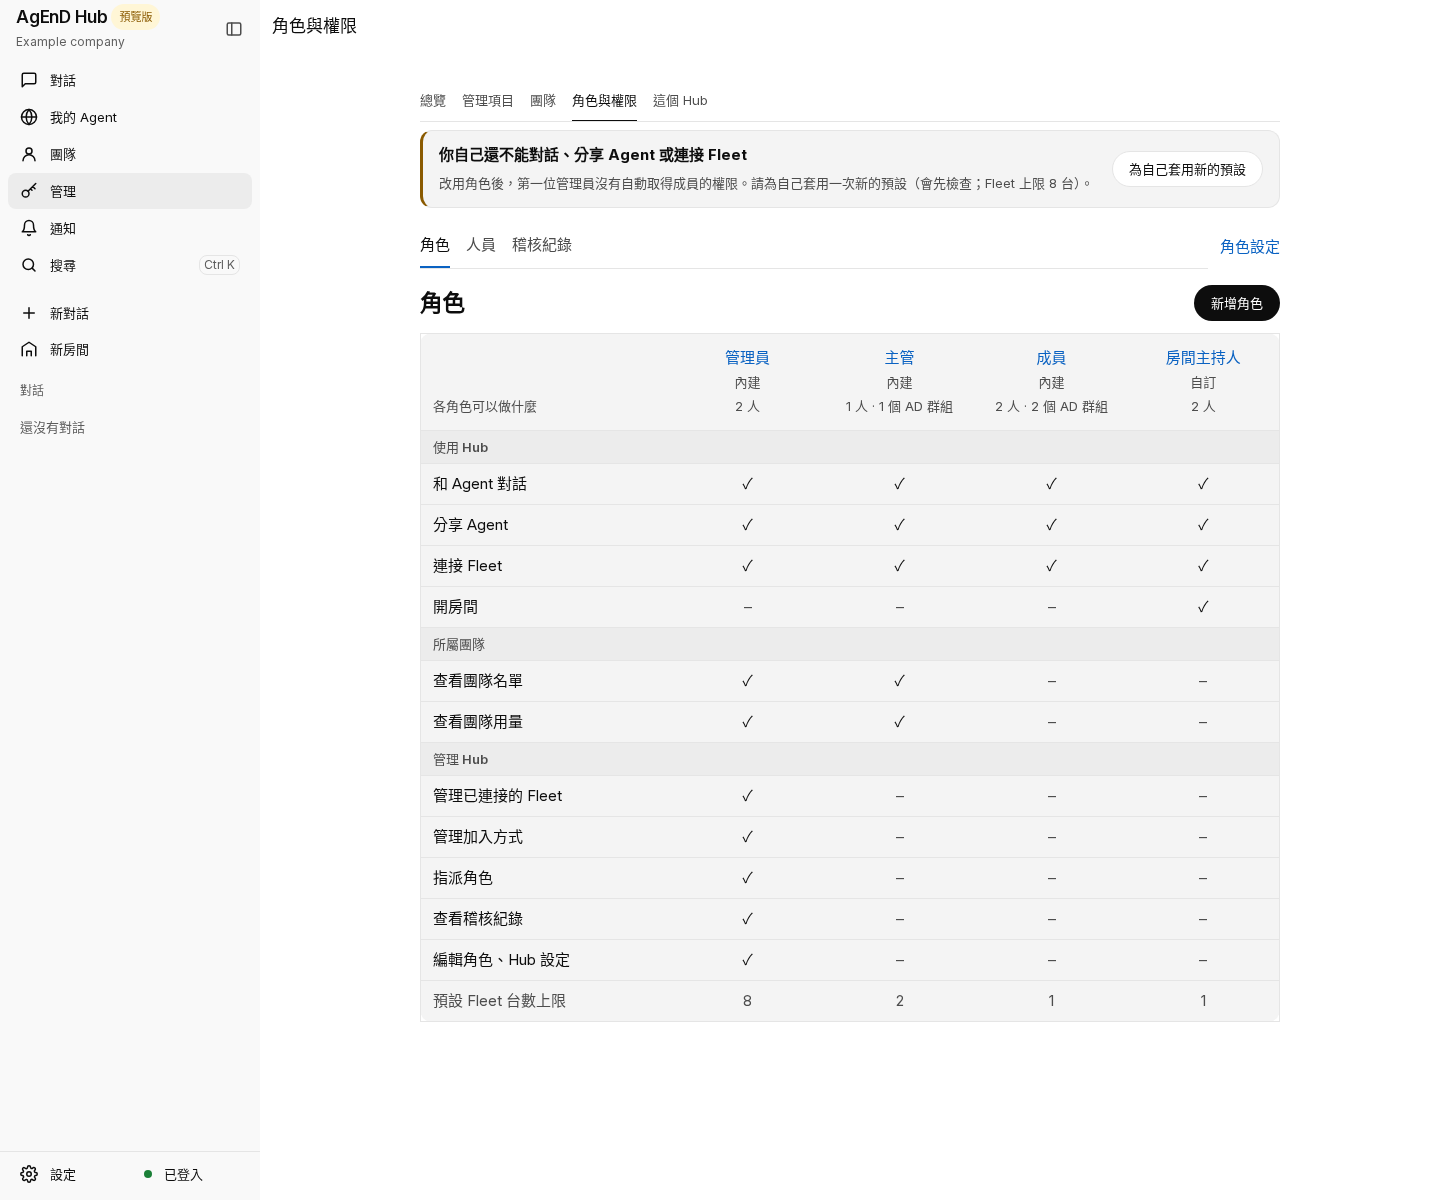 AgEnD Hub 預覽版
Example company
對話
我的 Agent
團隊
管理
通知
搜尋 Ctrl K
新對話
新房間
對話
還沒有對話
設定 已登入
角色與權限
總覽 管理項目 團隊 角色與權限 這個 Hub
你自己還不能對話、分享 Agent 或連接 Fleet
改用角色後，第一位管理員沒有自動取得成員的權限。請為自己套用一次新的預設（會先檢查；Fleet 上限 8 台）。
為自己套用新的預設
角色 人員 稽核紀錄 角色設定
角色 新增角色
管理員 主管 成員 房間主持人
內建 內建 內建 自訂
各角色可以做什麼 2 人 1 人 · 1 個 AD 群組 2 人 · 2 個 AD 群組 2 人
使用 Hub
和 Agent 對話 ✓ ✓ ✓ ✓
分享 Agent ✓ ✓ ✓ ✓
連接 Fleet ✓ ✓ ✓ ✓
開房間 – – – ✓
所屬團隊
查看團隊名單 ✓ ✓ – –
查看團隊用量 ✓ ✓ – –
管理 Hub
管理已連接的 Fleet ✓ – – –
管理加入方式 ✓ – – –
指派角色 ✓ – – –
查看稽核紀錄 ✓ – – –
編輯角色、Hub 設定 ✓ – – –
預設 Fleet 台數上限 8 2 1 1